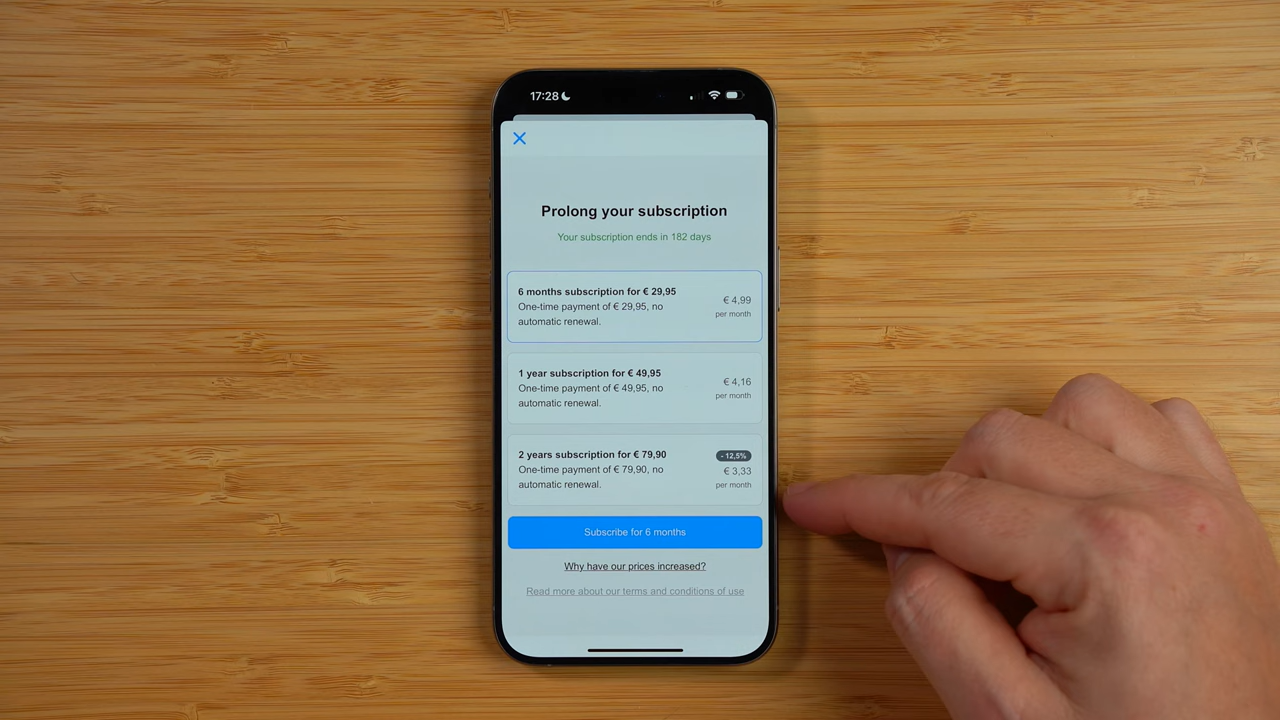 17:28
Prolong your subscription
Your subscription ends in 182 days
6 months subscription for € 29,95
One-time payment of € 29,95, no
automatic renewal.
€ 4,99
per month
1 year subscription for € 49,95
One-time payment of € 49,95, no
automatic renewal.
€ 4,16
per month
2 years subscription for € 79,90
One-time payment of € 79,90, no
automatic renewal.
- 12,5%
€ 3,33
per month
Subscribe for 6 months
Why have our prices increased?
Read more about our terms and conditions of use